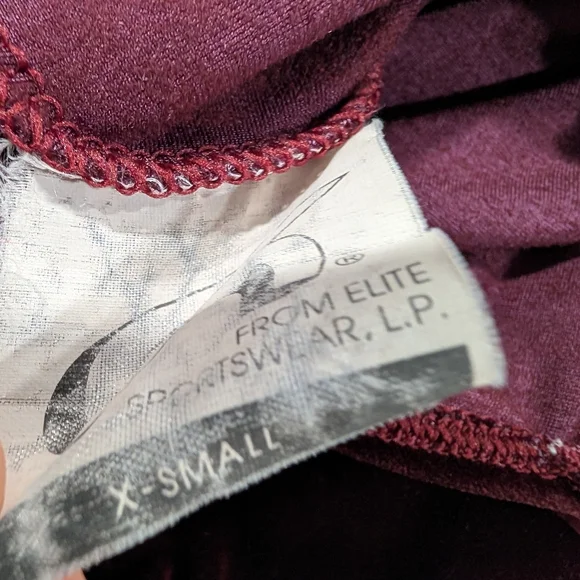 ®
FROM ELITE
SPORTSWEAR, L.P.
X-SMALL